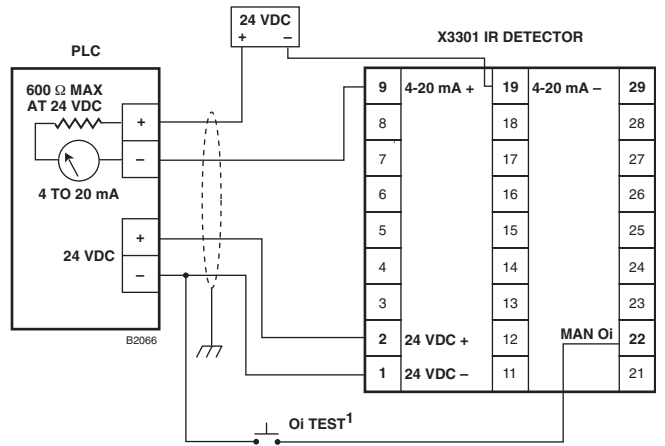 24 VDC
+ –
PLC
600 Ω MAX
AT 24 VDC
+
–
4 TO 20 mA
24 VDC
+
–
B2066
X3301 IR DETECTOR
9 4-20 mA + 19 4-20 mA – 29
8 18 28
7 17 27
6 16 26
5 15 25
4 14 24
3 13 23
2 24 VDC + 12 MAN Oi 22
1 24 VDC – 11 21
Oi TEST1